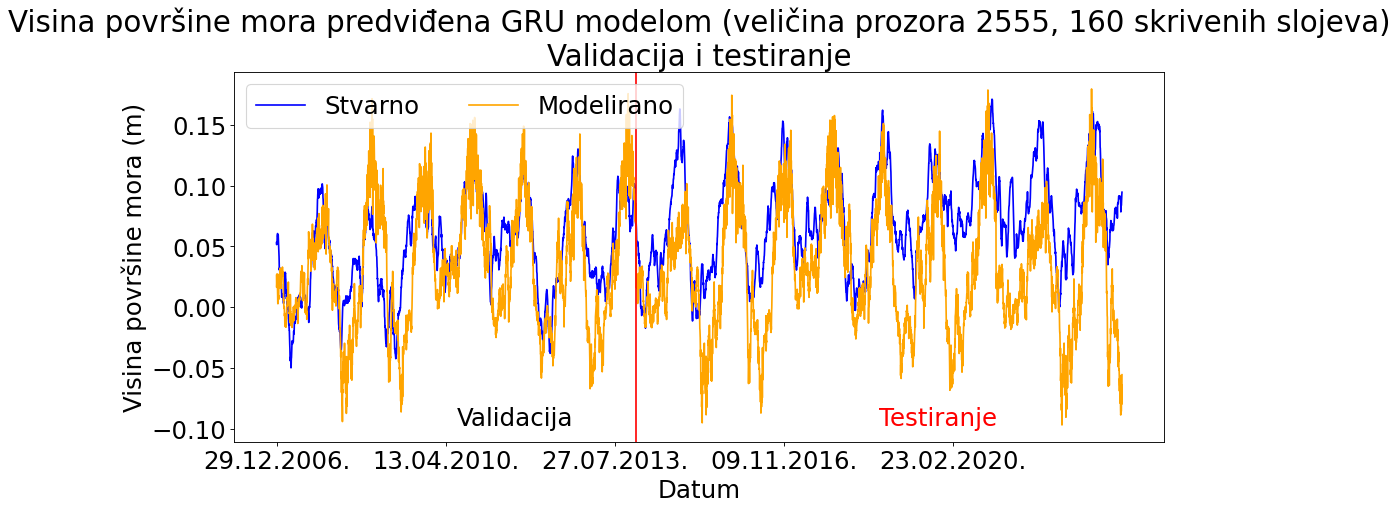 Visina površine mora predviđena GRU modelom (veličina prozora 2555, 160 skrivenih slojeva)
Validacija i testiranje
Stvarno
Modelirano
Visina površine mora (m)
0.15
0.10
0.05
0.00
−0.05
−0.10
Validacija
Testiranje
29.12.2006.
13.04.2010.
27.07.2013.
09.11.2016.
23.02.2020.
Datum